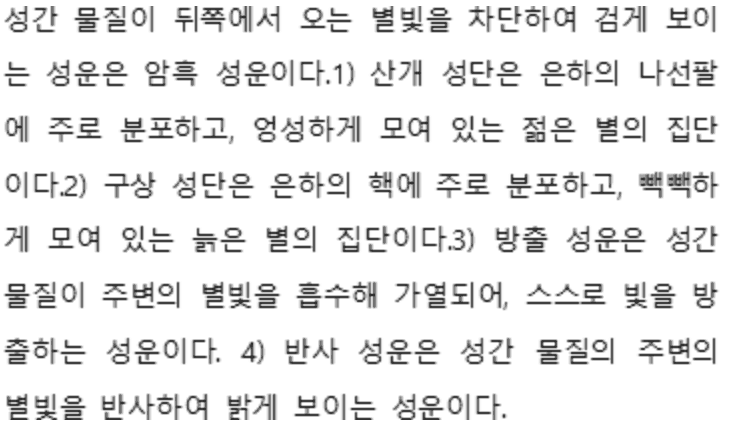 성간 물질이 뒤쪽에서 오는 별빛을 차단하여 검게 보이
는 성운은 암흑 성운이다.1) 산개 성단은 은하의 나선팔
에 주로 분포하고, 엉성하게 모여 있는 젊은 별의 집단
이다.2) 구상 성단은 은하의 핵에 주로 분포하고, 빽빽하
게 모여 있는 늙은 별의 집단이다.3) 방출 성운은 성간
물질이 주변의 별빛을 흡수해 가열되어, 스스로 빛을 방
출하는 성운이다. 4) 반사 성운은 성간 물질의 주변의
별빛을 반사하여 밝게 보이는 성운이다.